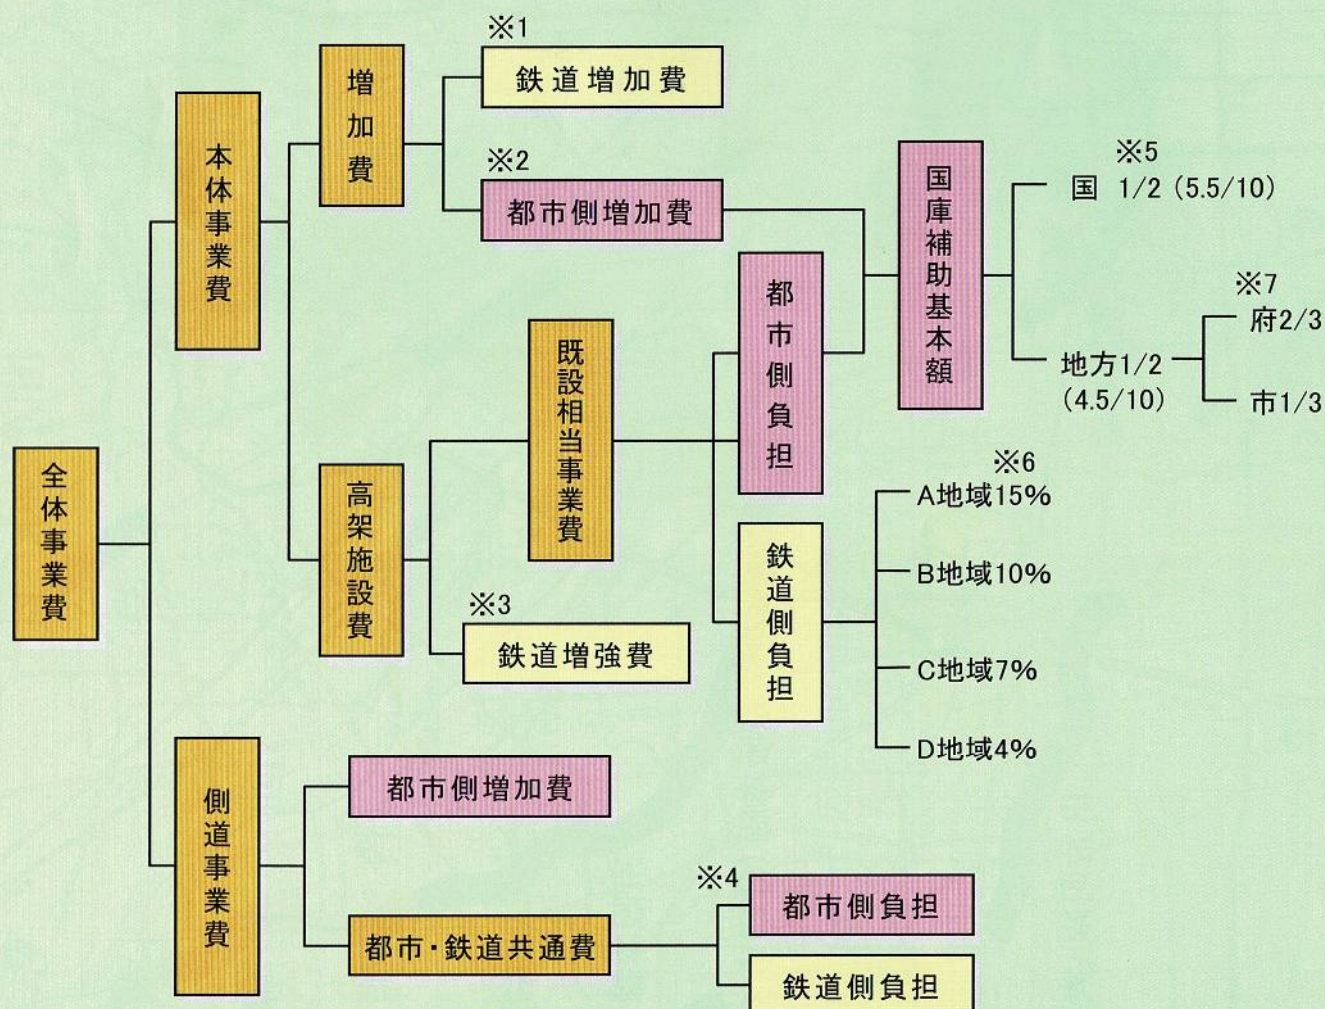 全体事業費
本体事業費
増加費
※1
鉄道増加費
※2
都市側増加費
高架施設費
既設相当事業費
※3
鉄道増強費
都市側負担
鉄道側負担
国庫補助基本額
※5
国 1/2 (5.5/10)
地方1/2
(4.5/10)
※7
府2/3
市1/3
※6
A地域15%
B地域10%
C地域7%
D地域4%
側道事業費
都市側増加費
都市・鉄道共通費
※4
都市側負担
鉄道側負担